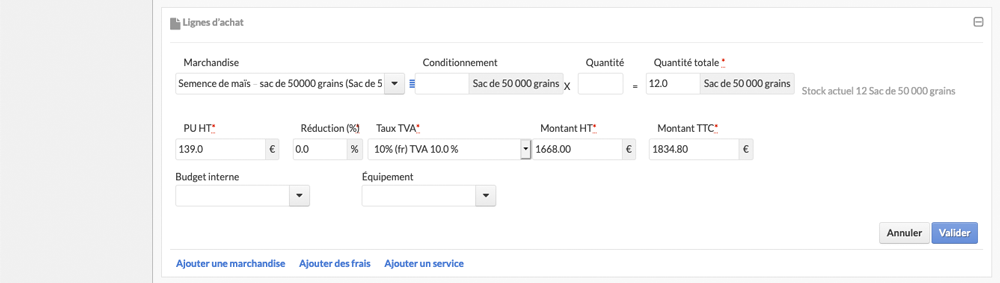 Lignes d'achat
Marchandise Conditionnement Quantité Quantité totale *
Semence de maïs – sac de 50000 grains (Sac de 5 Sac de 50 000 grains X = 12.0 Sac de 50 000 grains Stock actuel 12 Sac de 50 000 grains
PU HT* Réduction (%)* Taux TVA* Montant HT* Montant TTC*
139.0 € 0.0 % 10% (fr) TVA 10.0 % 1668.00 € 1834.80 €
Budget interne Équipement
Annuler Valider
Ajouter une marchandise Ajouter des frais Ajouter un service